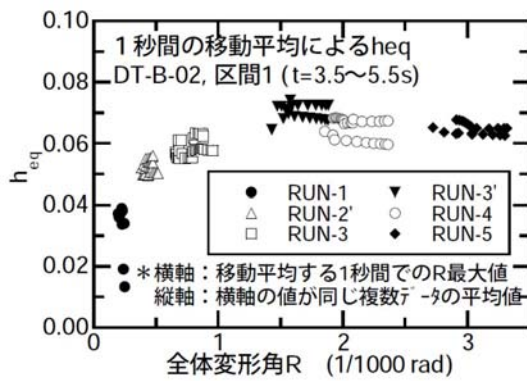 1秒間の移動平均によるheq
DT-B-02, 区間1 (t=3.5～5.5s)
0.10
0.08
0.06
0.04
0.02
0.00
h_eq
RUN-1
RUN-2'
RUN-3
RUN-3'
RUN-4
RUN-5
＊横軸：移動平均する1秒間でのR最大値
縦軸：横軸の値が同じ複数ﾃﾞｰﾀの平均値
0 1 2 3
全体変形角R (1/1000 rad)